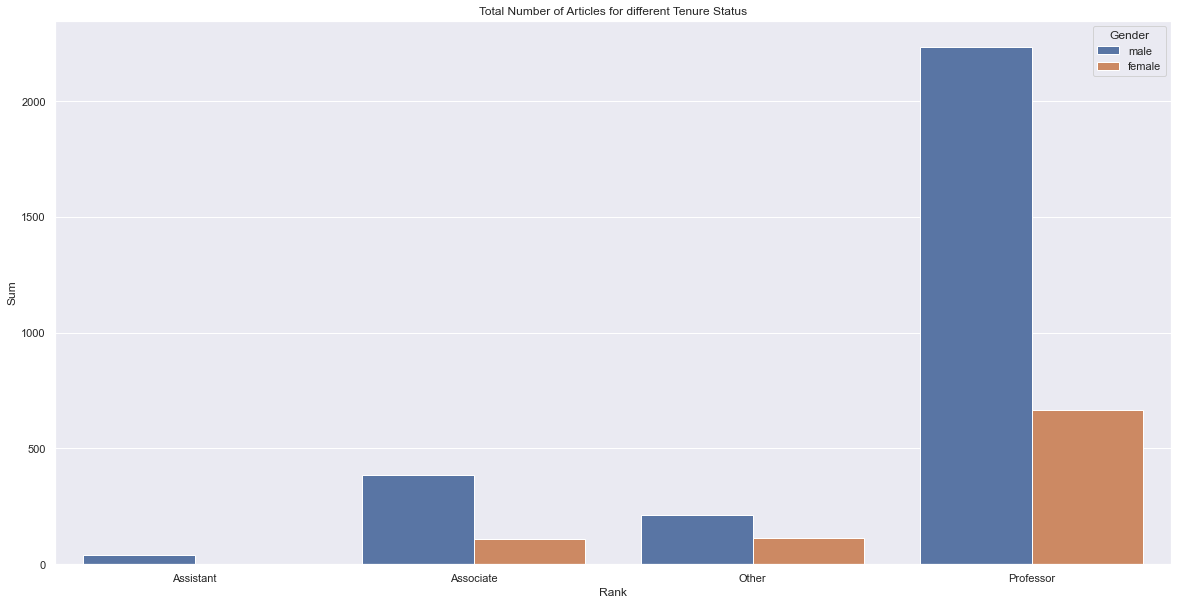 Total Number of Articles for different Tenure Status
Gender
male
female
2000
1500
1000
500
0
Sum
Assistant Associate Other Professor
Rank